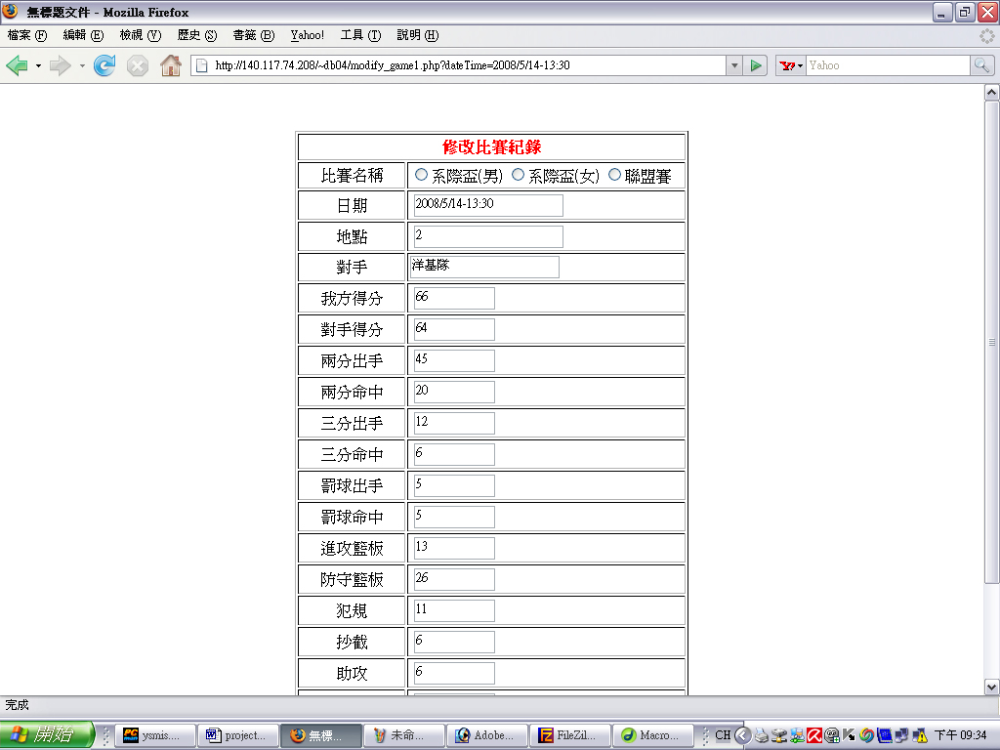 無標題文件 - Mozilla Firefox
檔案 (F) 編輯 (E) 檢視 (V) 歷史 (S) 書籤 (B) Yahoo! 工具 (T) 說明 (H)
http://140.117.74.208/~db04/modify_game1.php?dateTime=2008/5/14-13:30 Yahoo
修改比賽紀錄
比賽名稱 系際盃(男) 系際盃(女) 聯盟賽
日期 2008/5/14-13:30
地點 2
對手 洋基隊
我方得分 66
對手得分 64
兩分出手 45
兩分命中 20
三分出手 12
三分命中 6
罰球出手 5
罰球命中 5
進攻籃板 13
防守籃板 26
犯規 11
抄截 6
助攻 6
完成
開始 ysmis.... project... 無標... 未命... Adobe... FileZil... Macro... CH 下午 09:34